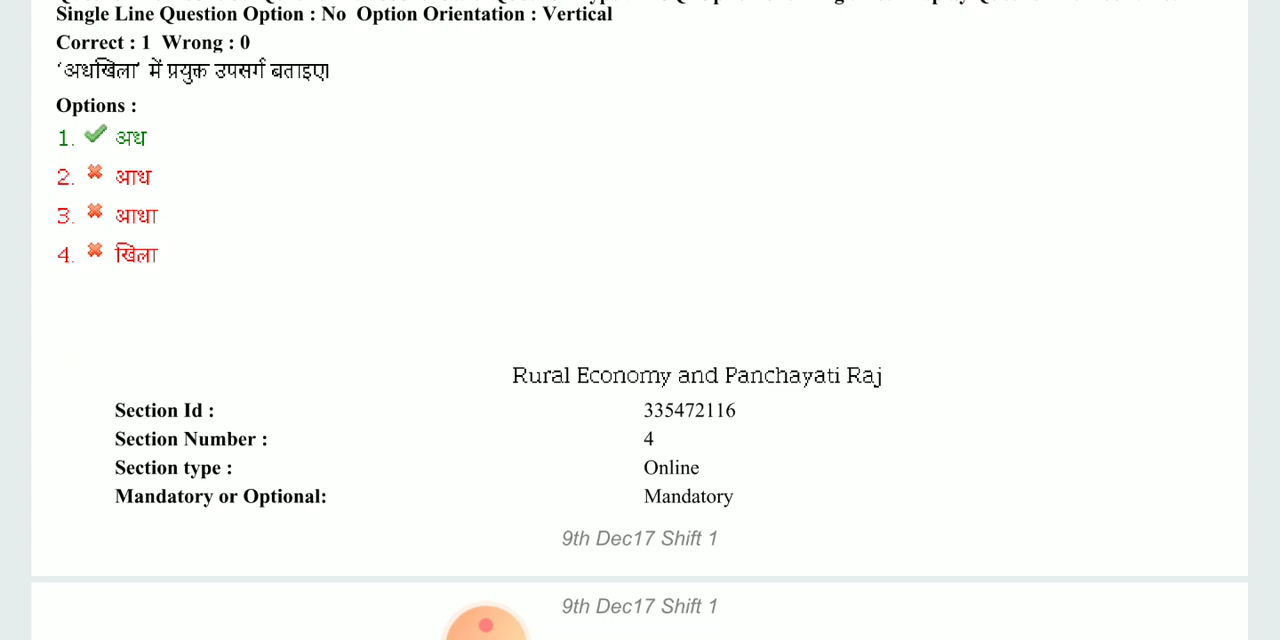 Single Line Question Option : No Option Orientation : Vertical
Correct : 1 Wrong : 0
‘अधखिला’ में प्रयुक्त उपसर्ग बताइए।
Options :
1. अध
2. आध
3. आधा
4. खिला
Rural Economy and Panchayati Raj
Section Id : 335472116
Section Number : 4
Section type : Online
Mandatory or Optional: Mandatory
9th Dec17 Shift 1
9th Dec17 Shift 1